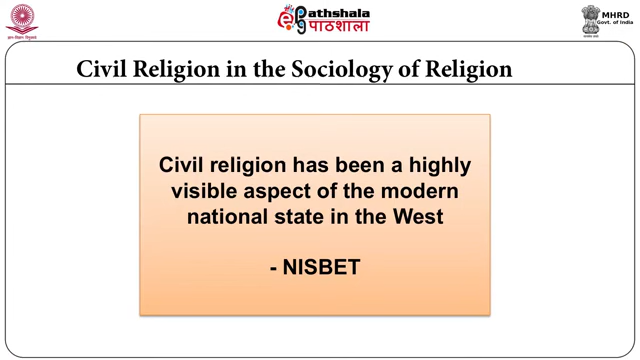 Pathshala
पाठशाला
MHRD
Govt. of India
Civil Religion in the Sociology of Religion
Civil religion has been a highly
visible aspect of the modern
national state in the West
- NISBET